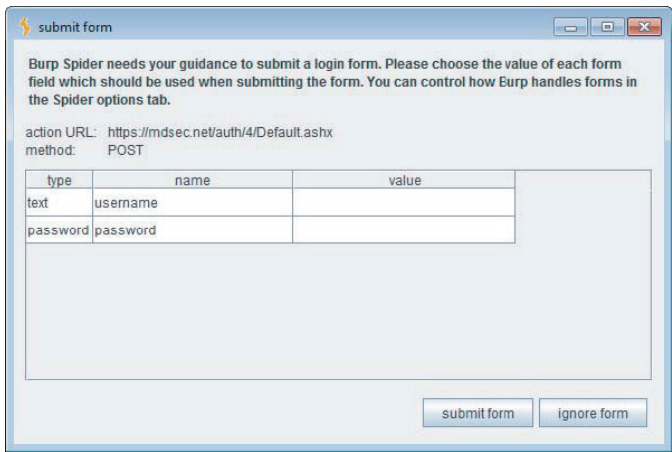 submit form
Burp Spider needs your guidance to submit a login form. Please choose the value of each form
field which should be used when submitting the form. You can control how Burp handles forms in
the Spider options tab.
action URL: https://mdsec.net/auth/4/Default.ashx
method: POST
type name value
text username
password password
submit form ignore form